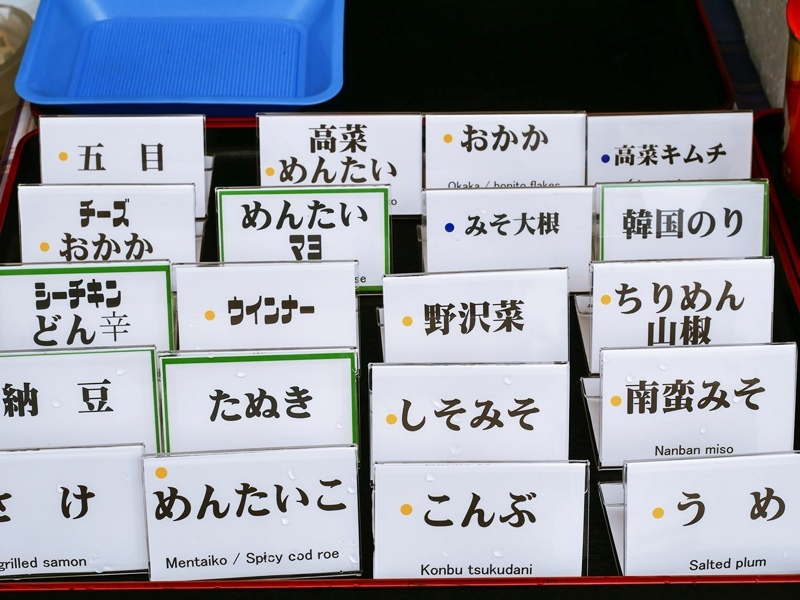 五 目
高菜
めんたい
おかか
Okaka / bonito flakes
高菜キムチ
チーズ
おかか
めんたい
マヨ
みそ大根
韓国のり
シーチキン
どん辛
ウインナー
野沢菜
ちりめん
山椒
納 豆
たぬき
しそみそ
南蛮みそ
Nanban miso
さ け
grilled samon
めんたいこ
Mentaiko / Spicy cod roe
こんぶ
Konbu tsukudani
う め
Salted plum